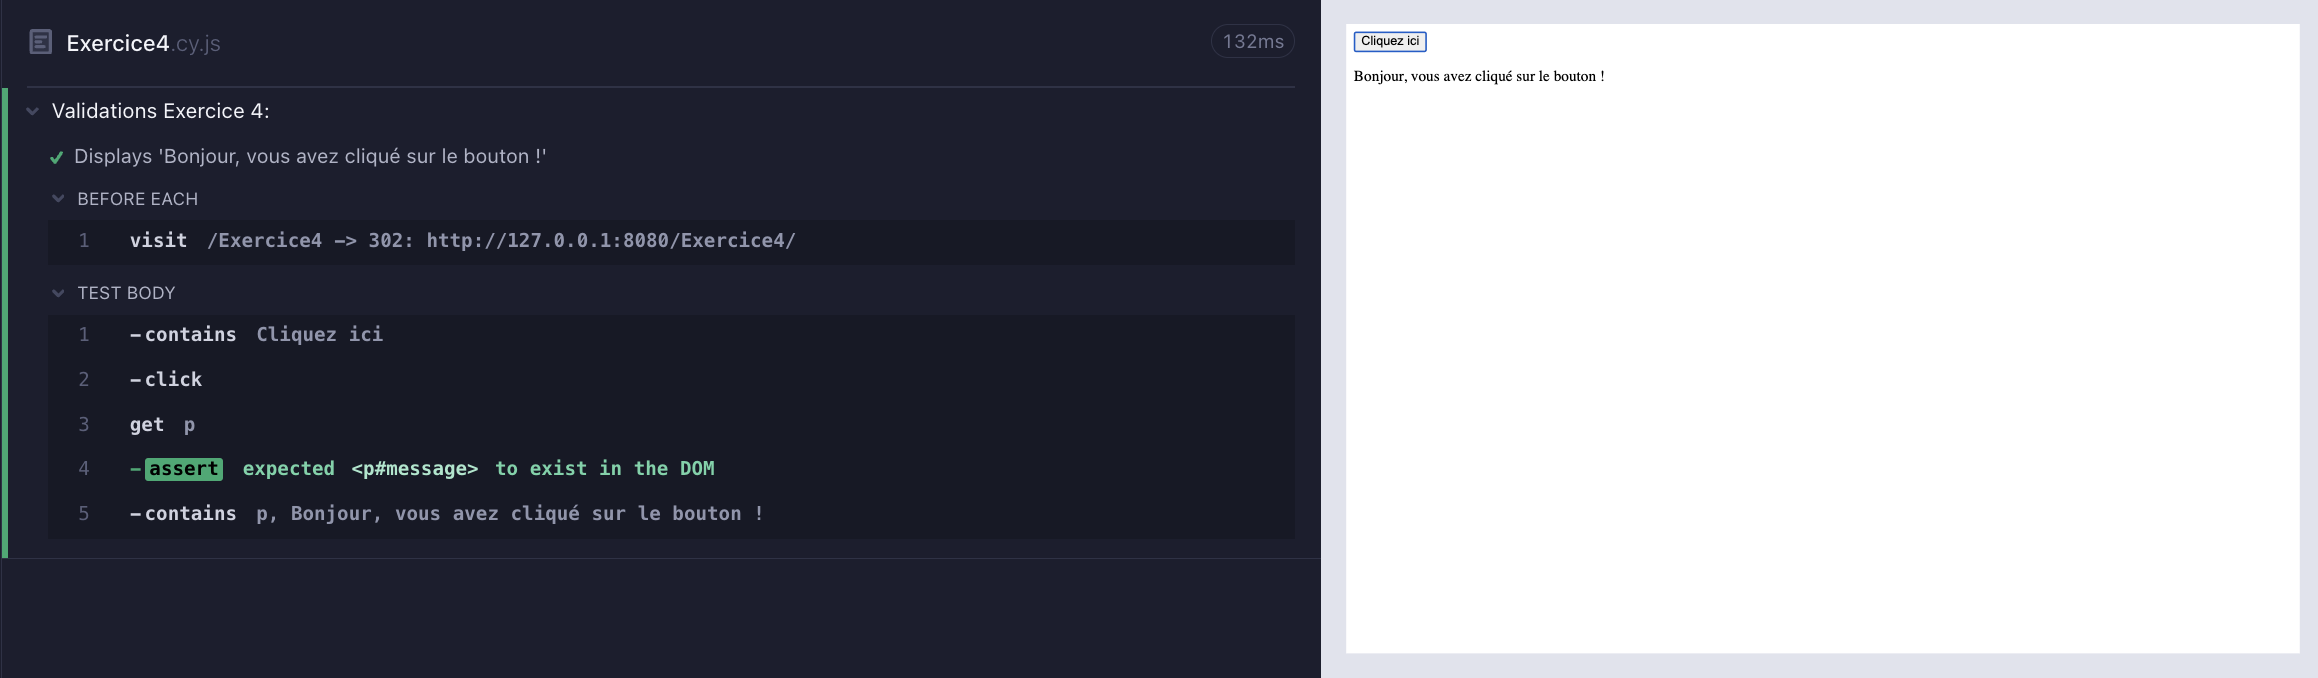 Exercice4.cy.js
132ms
Validations Exercice 4:
Displays 'Bonjour, vous avez cliqué sur le bouton !'
BEFORE EACH
1 visit /Exercice4 -> 302: http://127.0.0.1:8080/Exercice4/
TEST BODY
1 -contains Cliquez ici
2 -click
3 get p
4 -assert expected <p#message> to exist in the DOM
5 -contains p, Bonjour, vous avez cliqué sur le bouton !
Cliquez ici
Bonjour, vous avez cliqué sur le bouton !